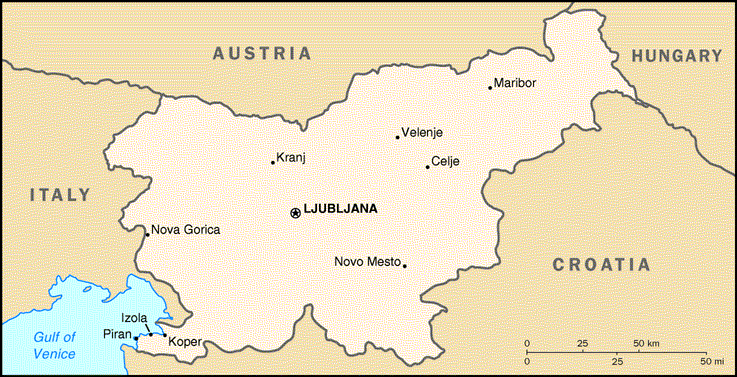 AUSTRIA
HUNGARY
Maribor
Velenje
Celje
Kranj
ITALY
LJUBLJANA
Nova Gorica
Novo Mesto
CROATIA
Izola
Piran
Koper
Gulf of
Venice
0 25 50 km
0 25 50 mi